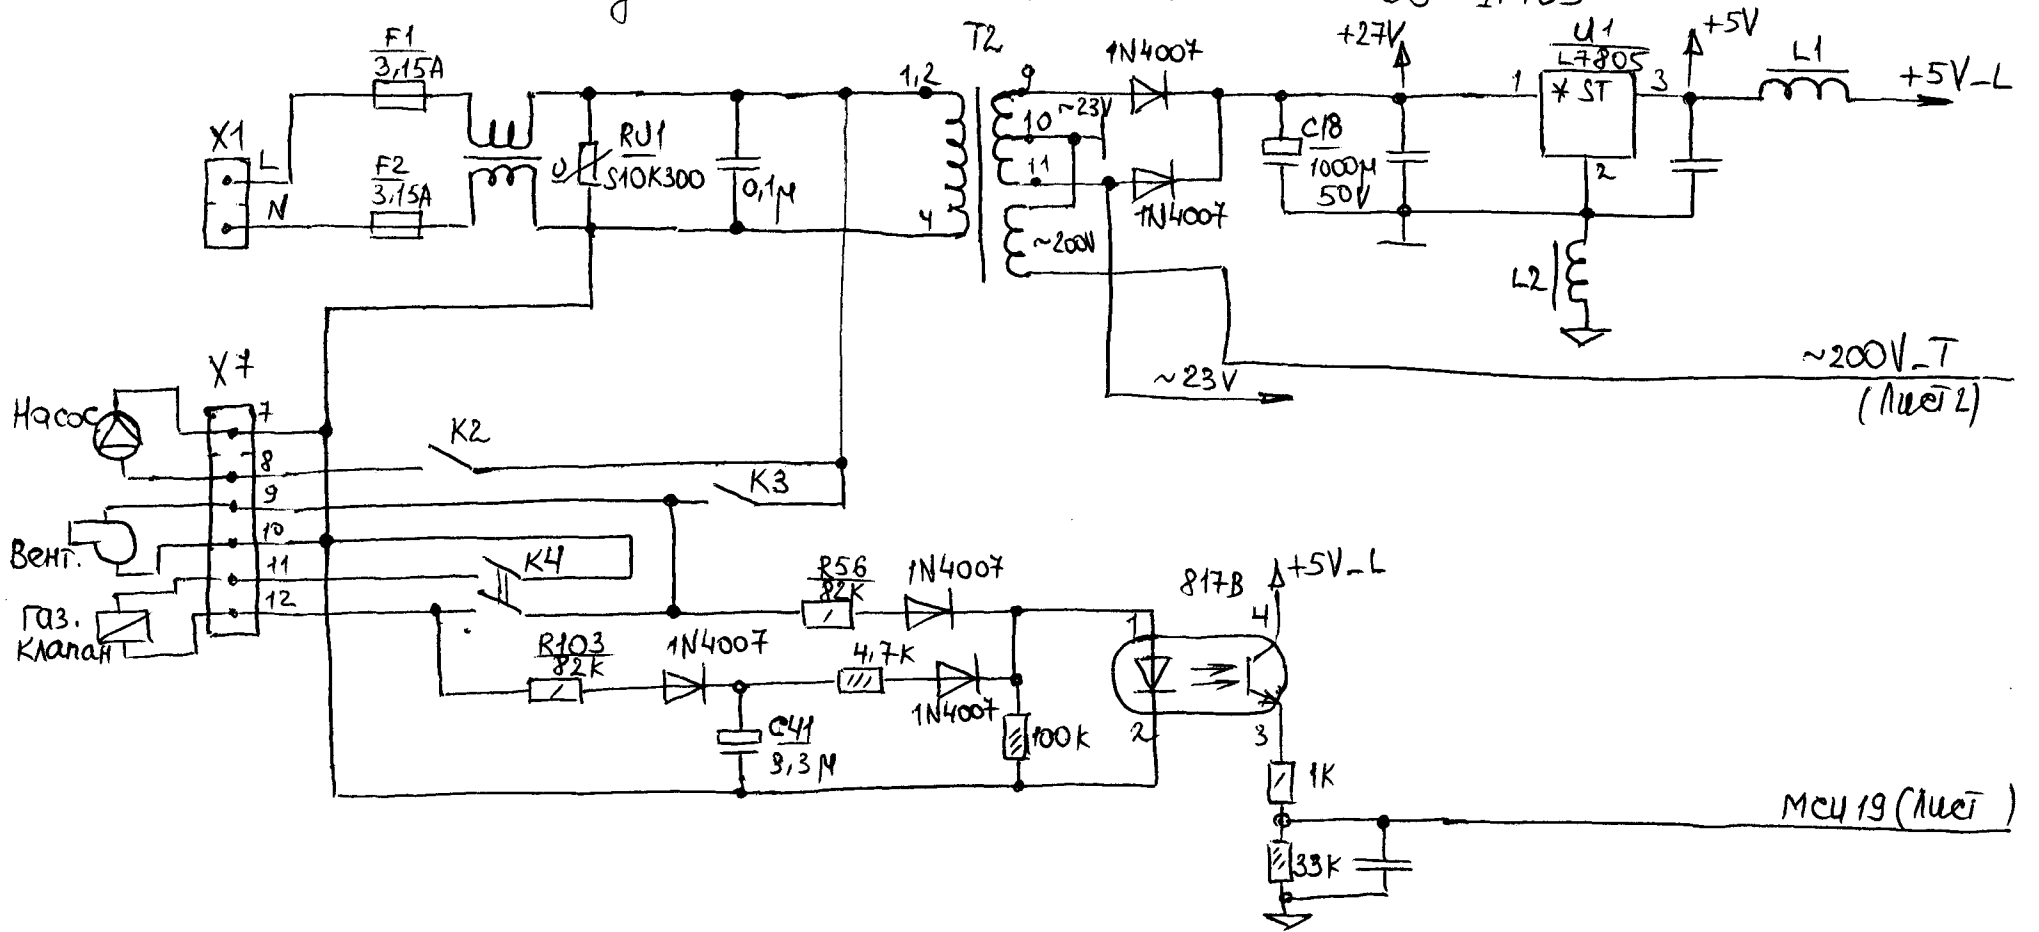 F1
3,15A
X1
L
N
F2
3,15A
U
RU1
S10K300
0,1м
T2
1,2
4
9
~23V
10
11
~200V
1N4007
1N4007
+27V
C18
1000м
50V
U1
L7805
1
* ST
3
2
+5V
L1
+5V_L
L2
~200V_T
(Лист 2)
~23V
X7
Насос
7
8
9
10
11
12
Вент.
Газ.
клапан
K2
K3
K4
R56
82K
1N4007
R103
82K
1N4007
4,7K
1N4007
C41
3,3м
100K
817B
+5V_L
1
2
4
3
1K
33K
MCU 19 (Лист )